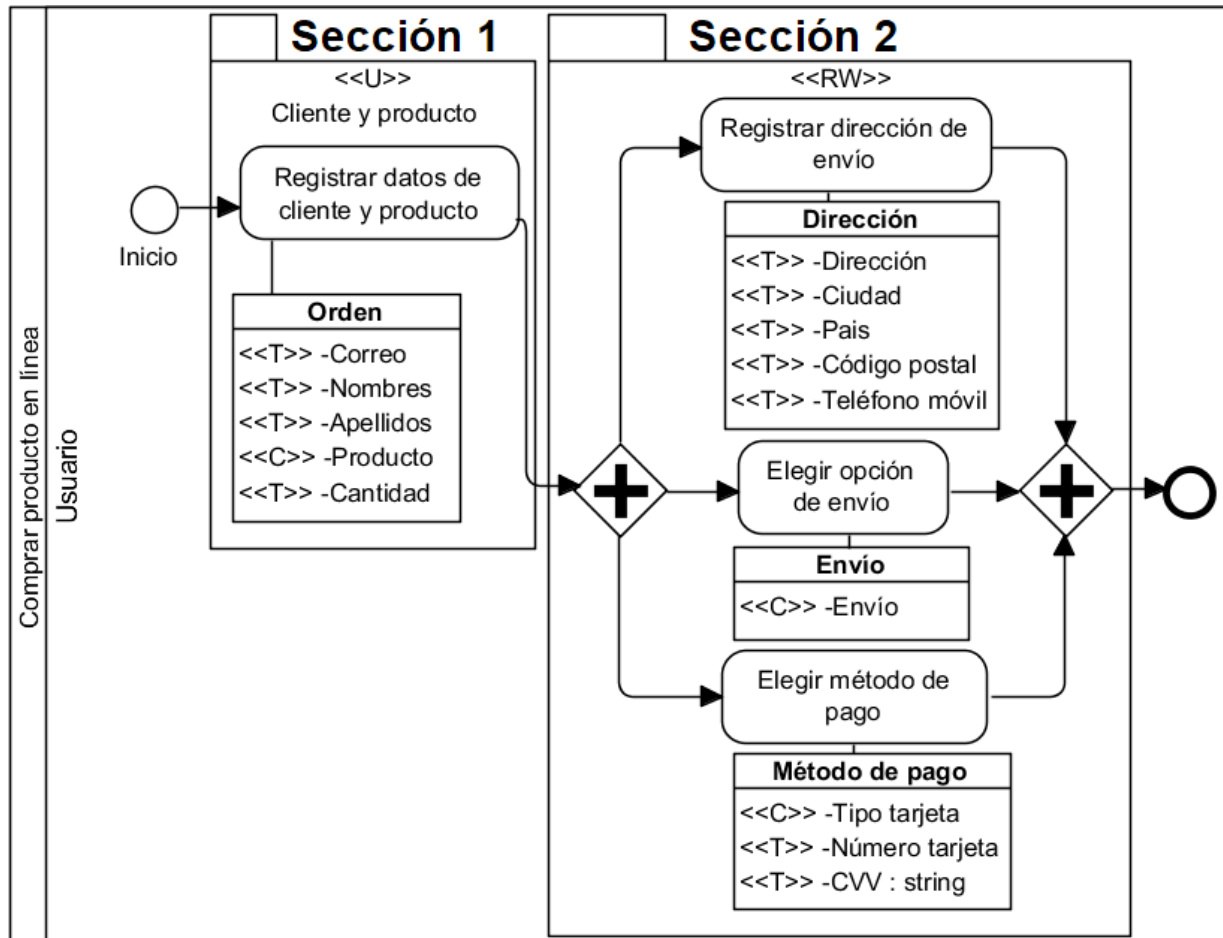 Comprar producto en línea
Usuario
Inicio
Sección 1
<<U>>
Cliente y producto
Registrar datos de
cliente y producto
Orden
<<T>> -Correo
<<T>> -Nombres
<<T>> -Apellidos
<<C>> -Producto
<<T>> -Cantidad
Sección 2
<<RW>>
Registrar dirección de
envío
Dirección
<<T>> -Dirección
<<T>> -Ciudad
<<T>> -Pais
<<T>> -Código postal
<<T>> -Teléfono móvil
Elegir opción
de envío
Envío
<<C>> -Envío
Elegir método de
pago
Método de pago
<<C>> -Tipo tarjeta
<<T>> -Número tarjeta
<<T>> -CVV : string